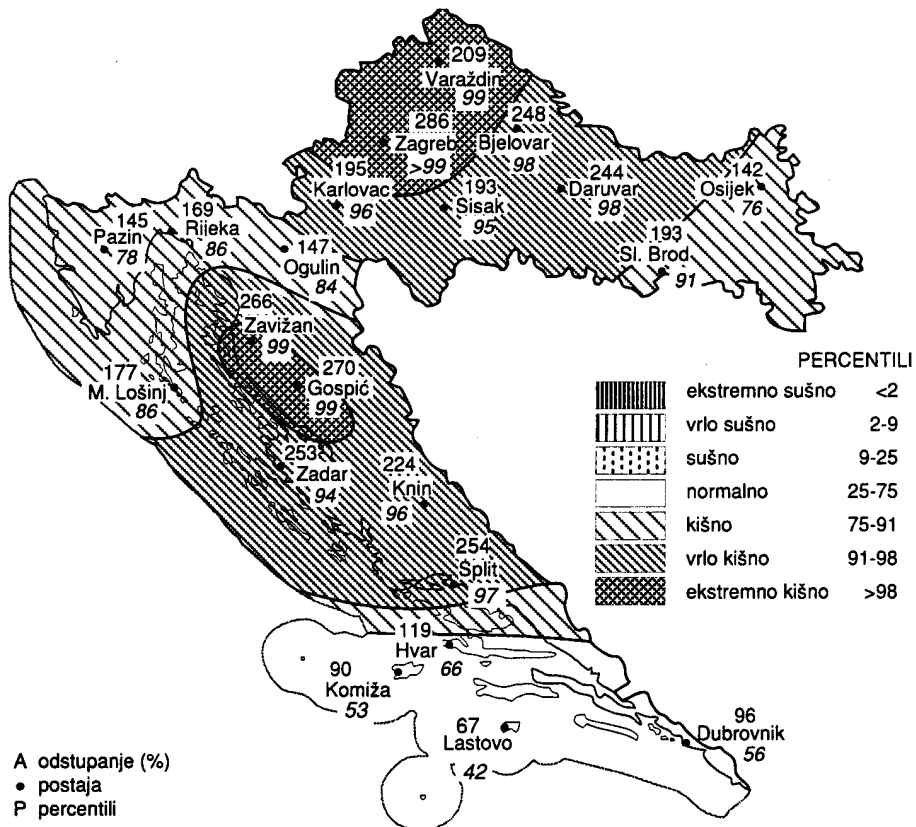 209
Varaždin
99
286
Zagreb
>99
248
Bjelovar
98
195
Karlovac
96
193
Sisak
95
244
Daruvar
98
142
Osijek
76
193
Sl. Brod
91
145
Pazin
78
169
Rijeka
86
147
Ogulin
84
266
Zavižan
99
270
Gospić
99
177
M. Lošinj
86
253
Zadar
94
224
Knin
96
254
Split
97
119
Hvar
66
90
Komiža
53
67
Lastovo
42
96
Dubrovnik
56
PERCENTILI
ekstremno sušno <2
vrlo sušno 2-9
sušno 9-25
normalno 25-75
kišno 75-91
vrlo kišno 91-98
ekstremno kišno >98
A odstupanje (%)
• postaja
P percentili